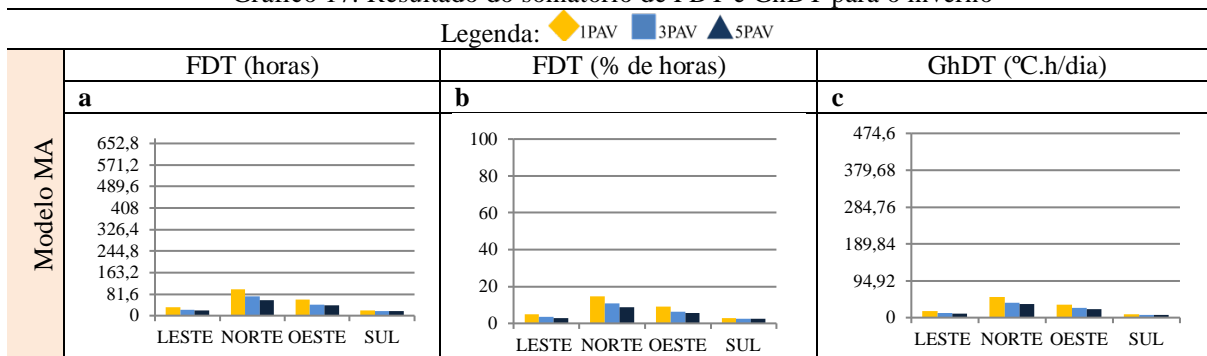 Gráfico 17: Resultado do somatório de FDT e GhDT para o inverno
Legenda: 1PAV 3PAV 5PAV
FDT (horas) FDT (% de horas) GhDT (ºC.h/dia)
a b c
Modelo MA
652,8
571,2
489,6
408
326,4
244,8
163,2
81,6
0
LESTE NORTE OESTE SUL
100
80
60
40
20
0
LESTE NORTE OESTE SUL
474,6
379,68
284,76
189,84
94,92
0
LESTE NORTE OESTE SUL